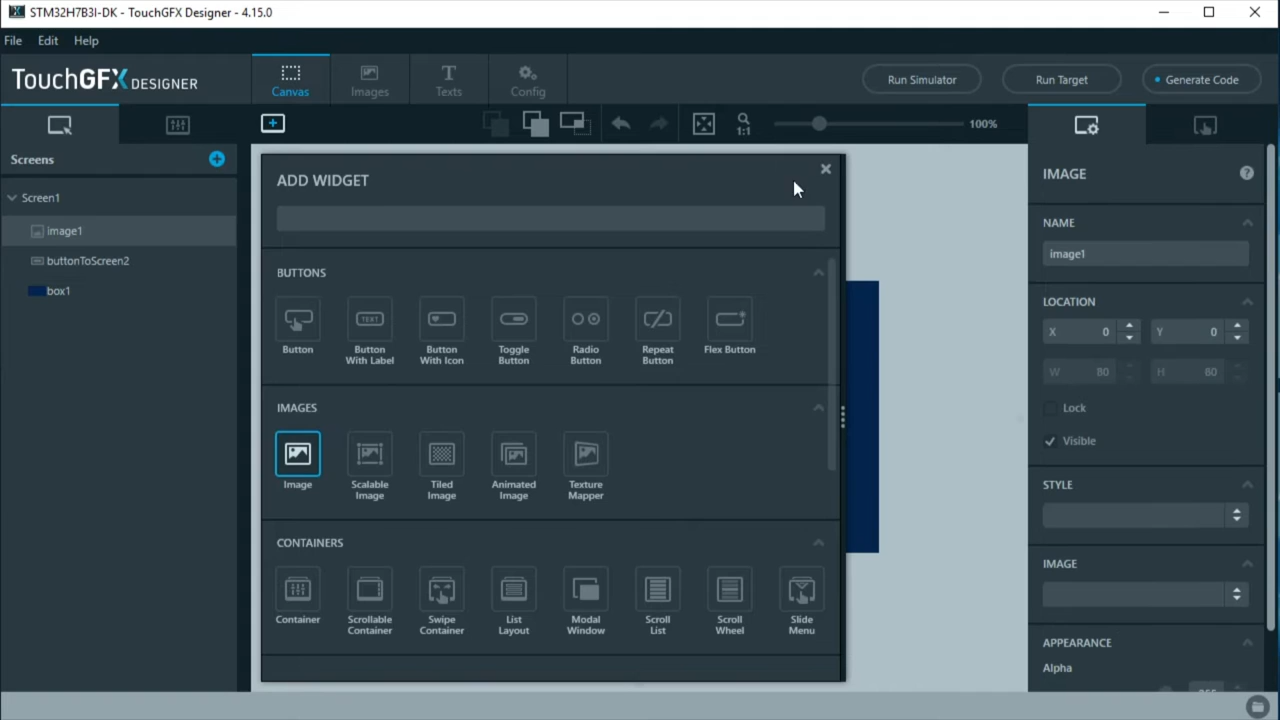 STM32H7B3I-DK - TouchGFX Designer - 4.15.0
File Edit Help
TouchGFX DESIGNER
Canvas
Images
Texts
Config
Run Simulator
Run Target
Generate Code
1:1
100%
Screens
Screen1
image1
buttonToScreen2
box1
ADD WIDGET
BUTTONS
Button
TEXT
Button
With Label
Button
With Icon
Toggle
Button
Radio
Button
Repeat
Button
Flex Button
IMAGES
Image
Scalable
Image
Tiled
Image
Animated
Image
Texture
Mapper
CONTAINERS
Container
Scrollable
Container
Swipe
Container
List
Layout
Modal
Window
Scroll
List
Scroll
Wheel
Slide
Menu
IMAGE
?
NAME
image1
LOCATION
X 0 Y 0
W 80 H 80
Lock
Visible
STYLE
IMAGE
APPEARANCE
Alpha